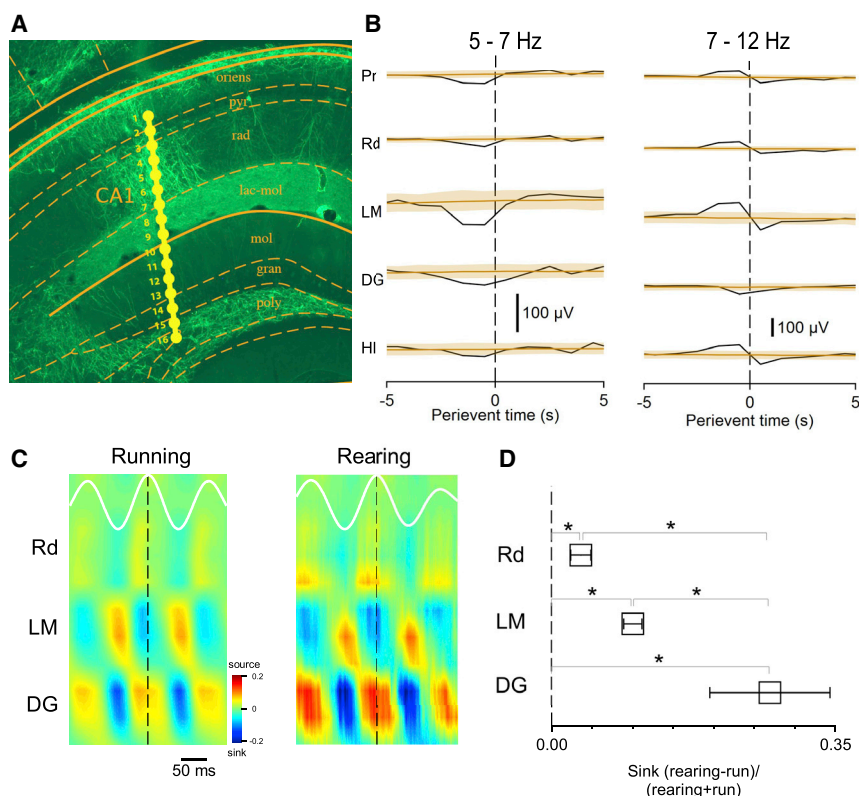 A
oriens
pyr
rad
CA1
lac-mol
mol
gran
poly
1
2
3
4
5
6
7
8
9
10
11
12
13
14
15
16
B
5 - 7 Hz
7 - 12 Hz
Pr
Rd
LM
DG
HI
100 µV
100 µV
-5
0
5
-5
0
5
Perievent time (s)
Perievent time (s)
C
Running
Rearing
Rd
LM
DG
source
0.2
0
-0.2
sink
50 ms
D
Rd
LM
DG
* *
* *
*
0.00
0.35
Sink (rearing-run)/
(rearing+run)